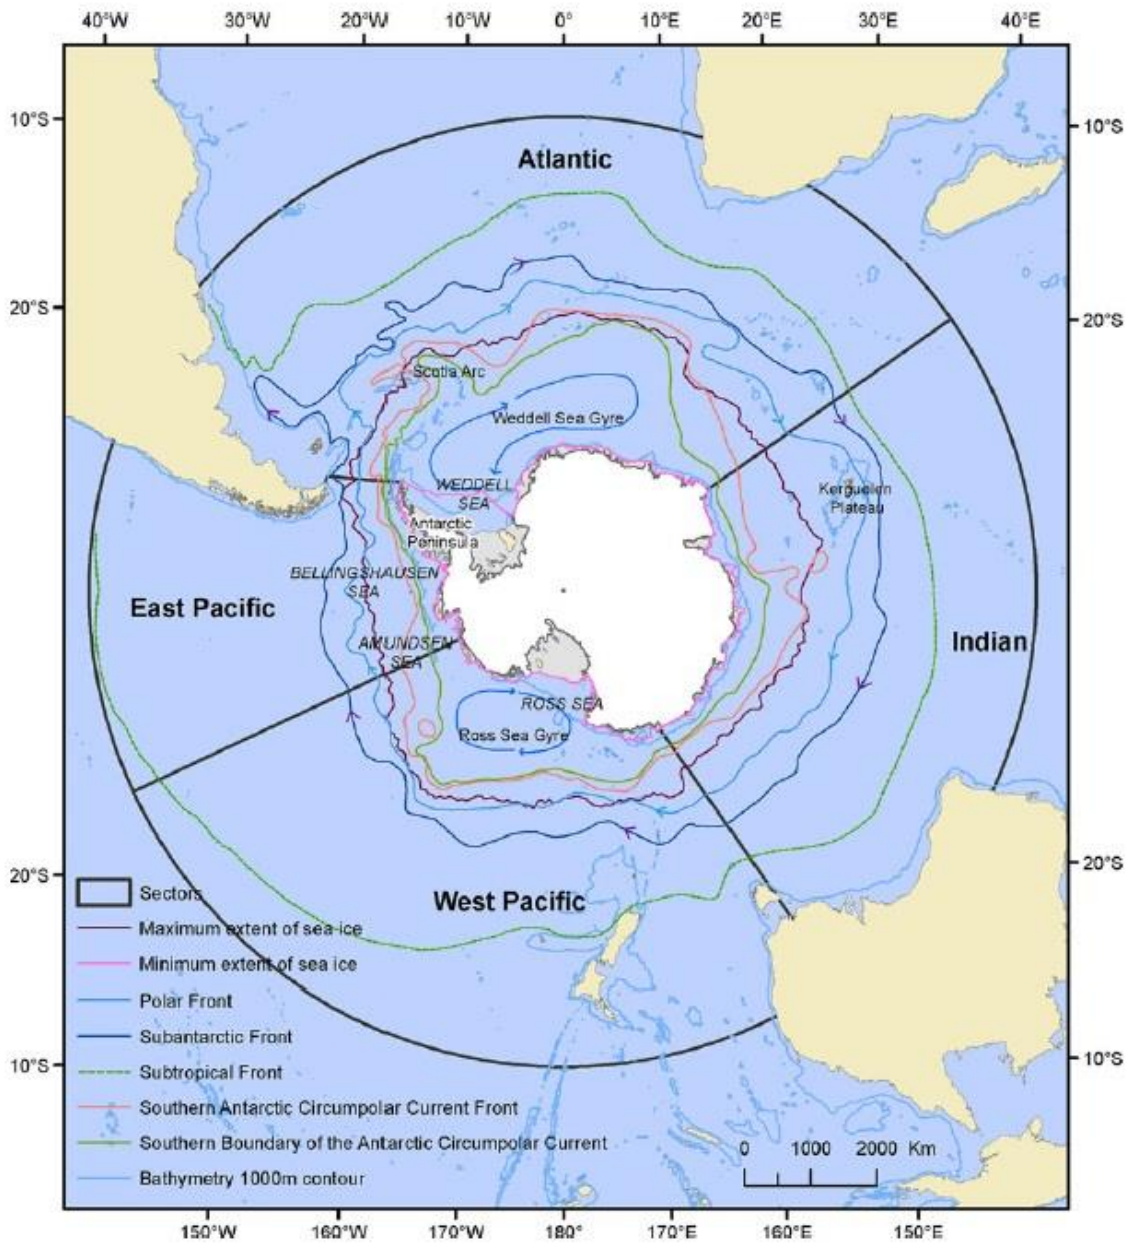 40°W 30°W 20°W 10°W 0° 10°E 20°E 30°E 40°E
10°S 10°S
Atlantic
20°S 20°S
Scotia Arc
Weddell Sea Gyre
WEDDELL
SEA
Kerguelen
Plateau
Antarctic
Peninsula
BELLINGSHAUSEN
SEA
East Pacific
Indian
AMUNDSEN
SEA
ROSS SEA
Ross Sea Gyre
20°S 20°S
West Pacific
Sectors
Maximum extent of sea ice
Minimum extent of sea ice
Polar Front
Subantarctic Front
10°S 10°S
Subtropical Front
Southern Antarctic Circumpolar Current Front
Southern Boundary of the Antarctic Circumpolar Current
Bathymetry 1000m contour
0 1000 2000 Km
150°W 160°W 170°W 180° 170°E 160°E 150°E